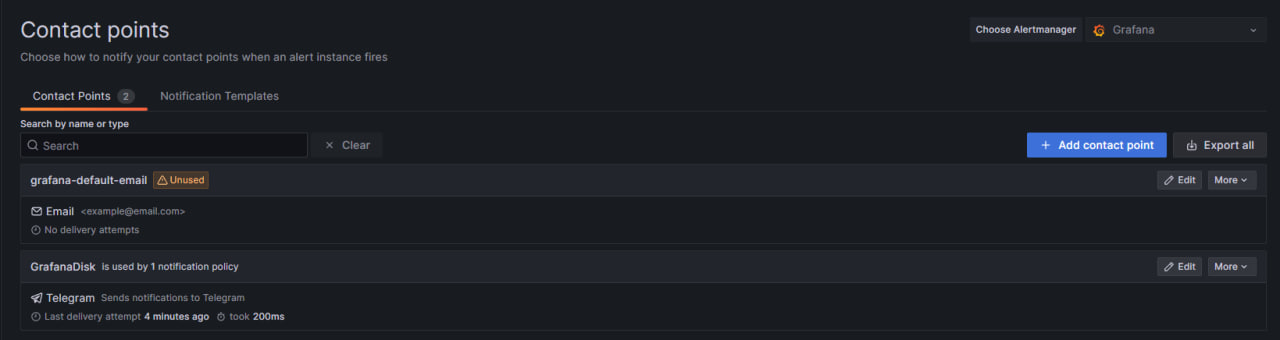 Contact points
Choose Alertmanager Grafana
Choose how to notify your contact points when an alert instance fires
Contact Points 2 Notification Templates
Search by name or type
Search Clear Add contact point Export all
grafana-default-email Unused Edit More
Email <example@email.com>
No delivery attempts
GrafanaDisk is used by 1 notification policy Edit More
Telegram Sends notifications to Telegram
Last delivery attempt 4 minutes ago took 200ms